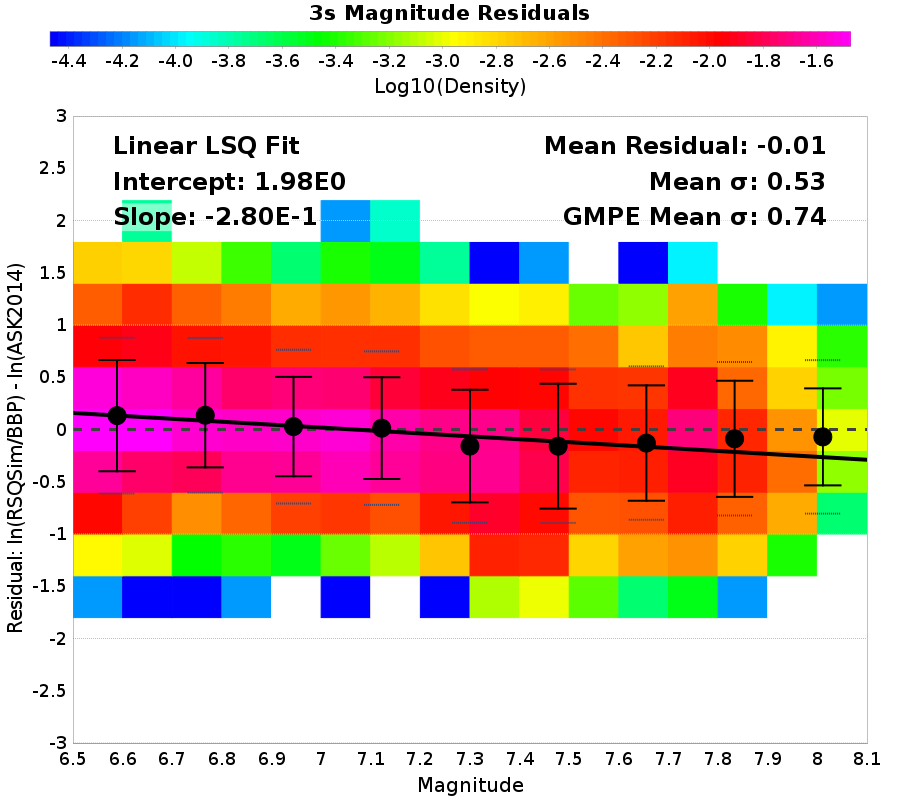 3s Magnitude Residuals
-4.4 -4.2 -4.0 -3.8 -3.6 -3.4 -3.2 -3.0 -2.8 -2.6 -2.4 -2.2 -2.0 -1.8 -1.6
Log10(Density)
Linear LSQ Fit
Intercept: 1.98E0
Slope: -2.80E-1
Mean Residual: -0.01
Mean σ: 0.53
GMPE Mean σ: 0.74
Residual: ln(RSQSim/BBP) - ln(ASK2014)
3
2.5
2
1.5
1
0.5
0
-0.5
-1
-1.5
-2
-2.5
-3
6.5 6.6 6.7 6.8 6.9 7 7.1 7.2 7.3 7.4 7.5 7.6 7.7 7.8 7.9 8 8.1
Magnitude